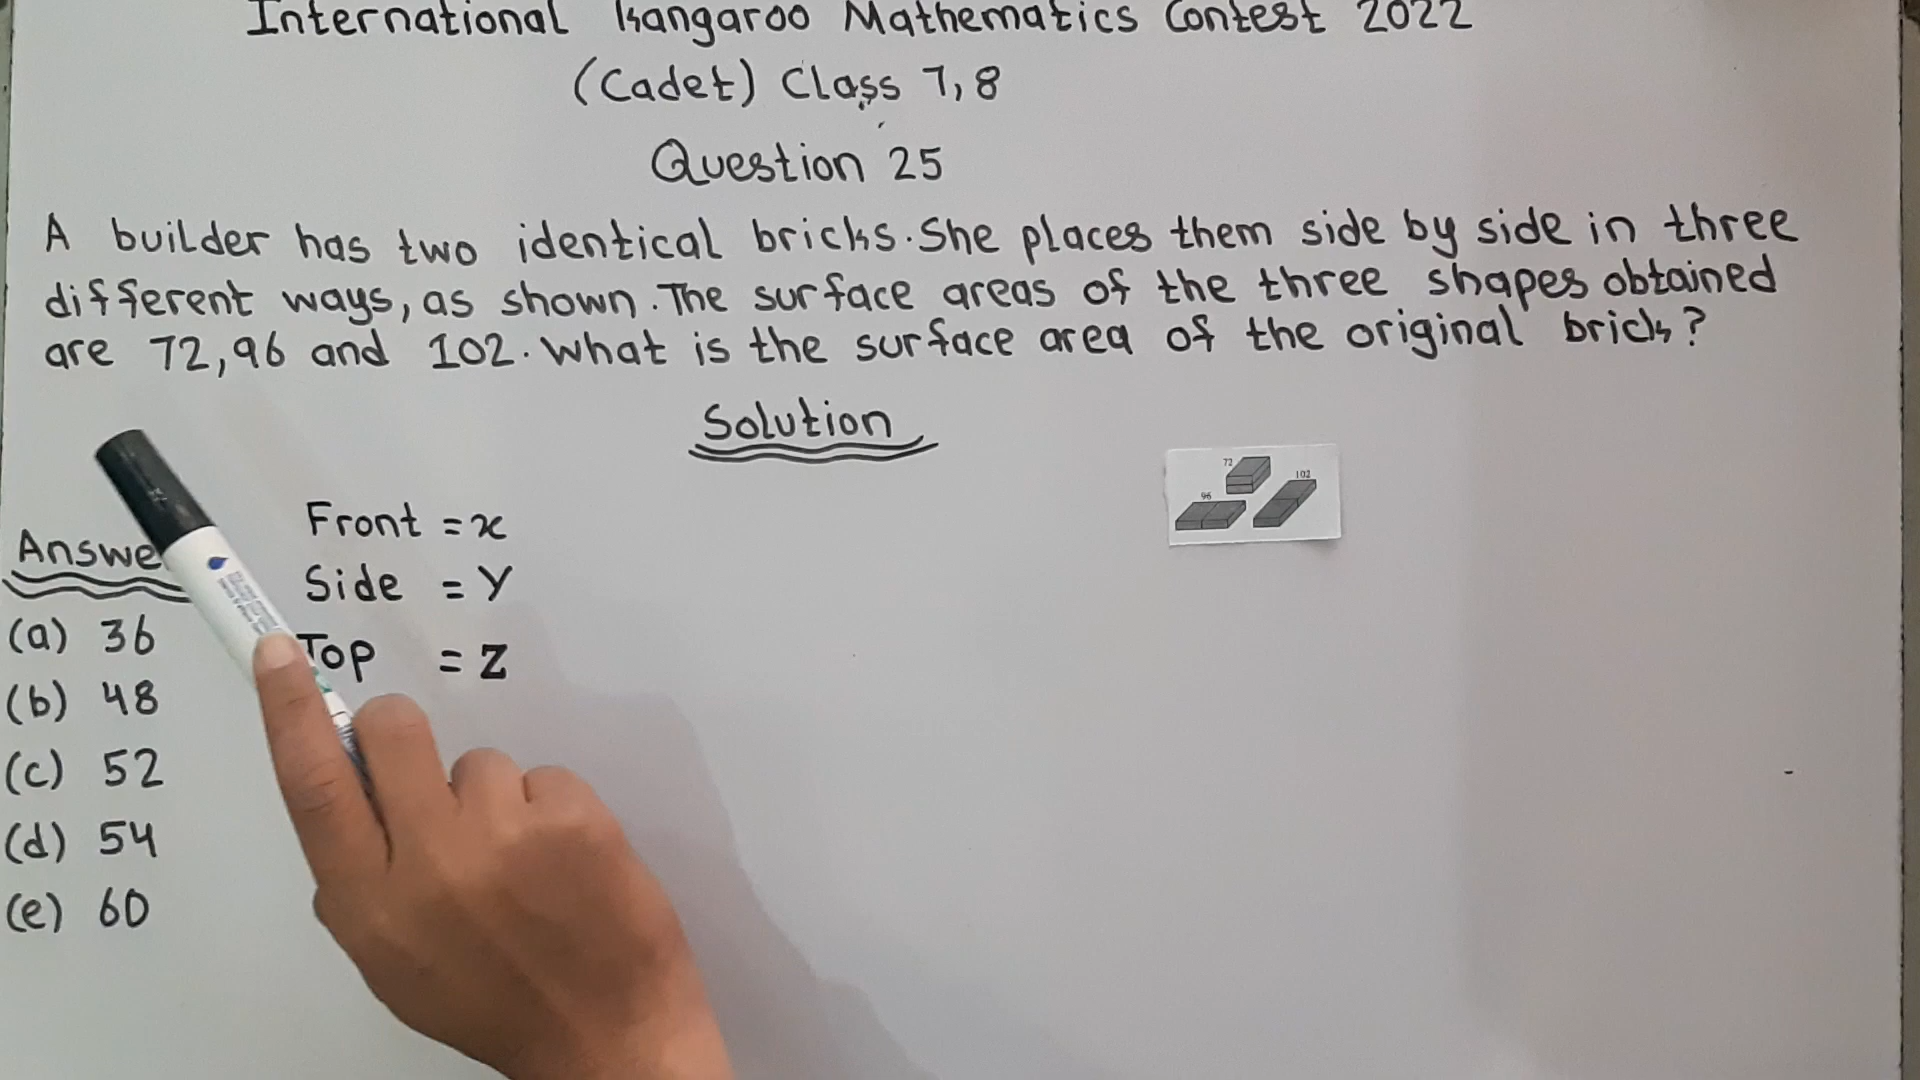 International Kangaroo Mathematics Contest 2022
(Cadet) Class 7,8
Question 25
A builder has two identical bricks. She places them side by side in three
different ways, as shown. The surface areas of the three shapes obtained
are 72,96 and 102. What is the surface area of the original brick?
Solution
72
102
96
Front = x
Side = Y
Top = Z
(a) 36
(b) 48
(c) 52
(d) 54
(e) 60